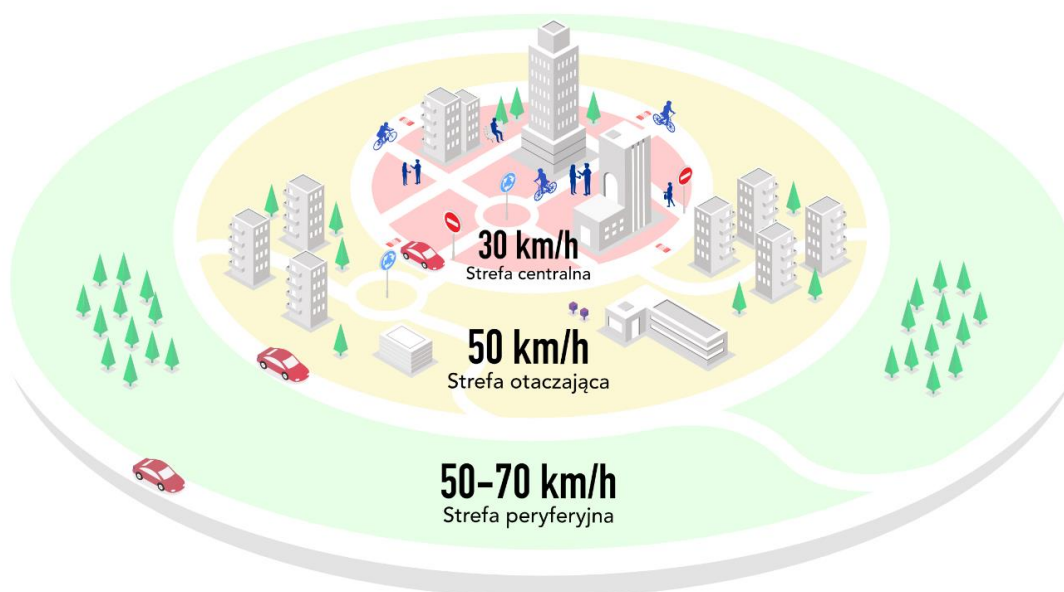 30 km/h
Strefa centralna
50 km/h
Strefa otaczająca
50–70 km/h
Strefa peryferyjna